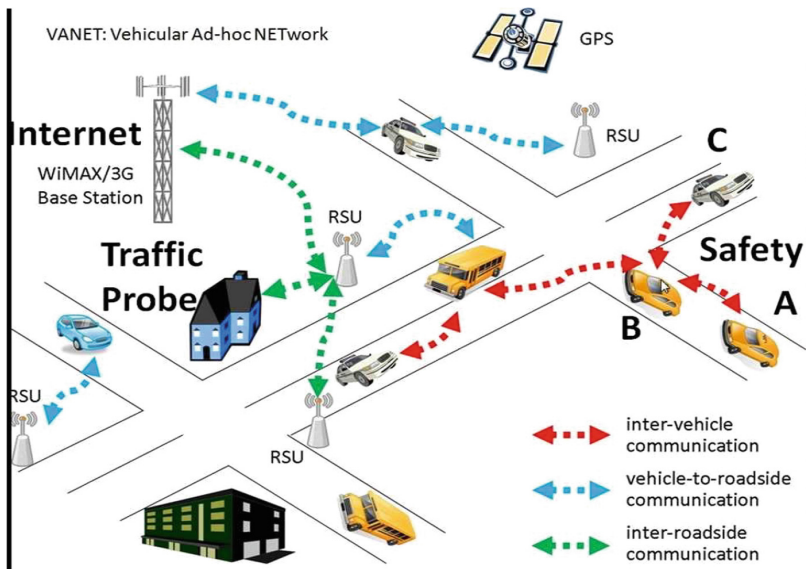 VANET: Vehicular Ad-hoc NETwork
GPS
Internet
WiMAX/3G
Base Station
RSU
C
RSU
Traffic
Probe
Safety
A
B
RSU
RSU
inter-vehicle
communication
vehicle-to-roadside
communication
inter-roadside
communication